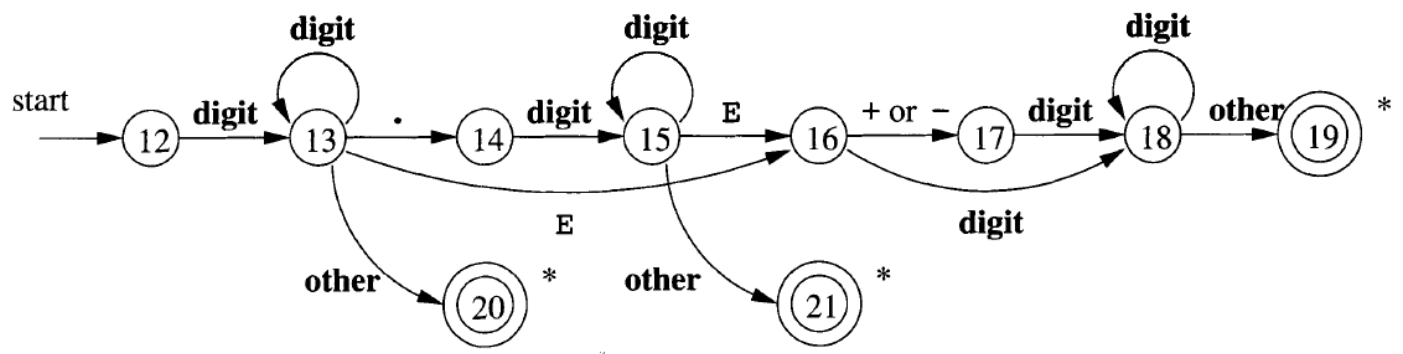 digit digit digit
start digit . digit E + or − digit other *
12 13 14 15 16 17 18 19
E digit
other * other *
20 21